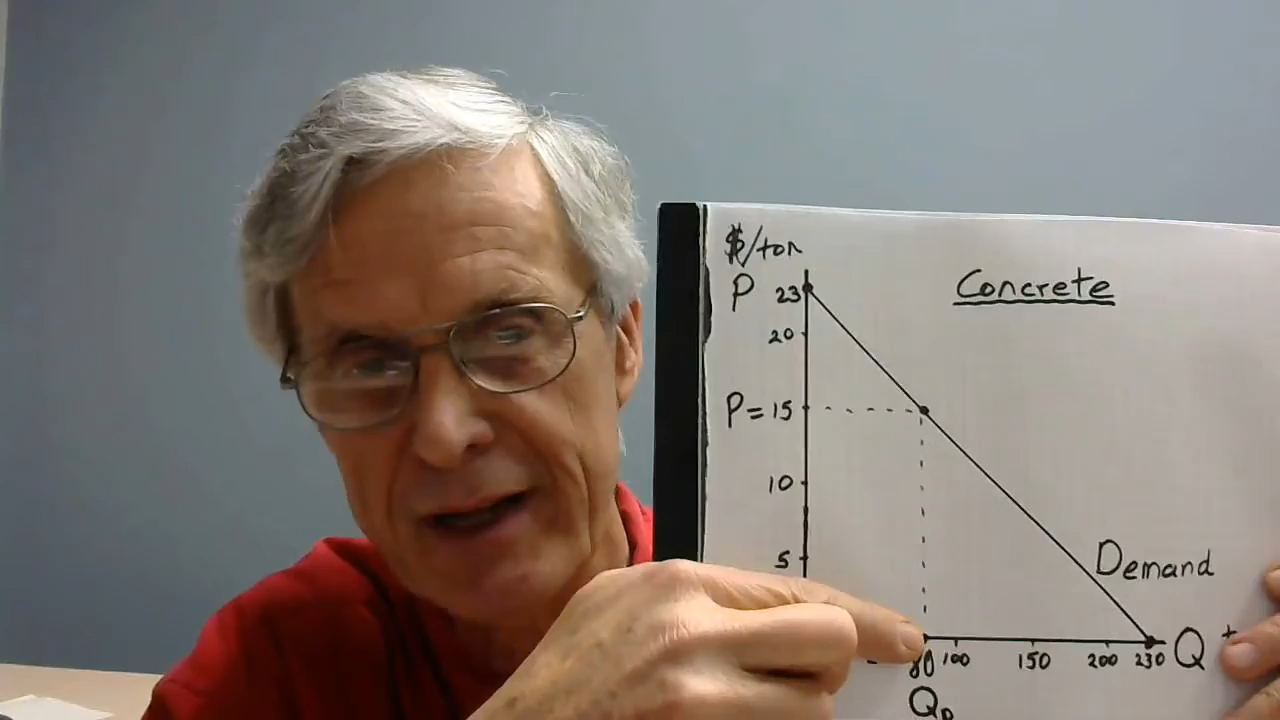 $/ton
Concrete
P 23
20
P = 15
10
5
Demand
80 100 150 200 230 Q
Q